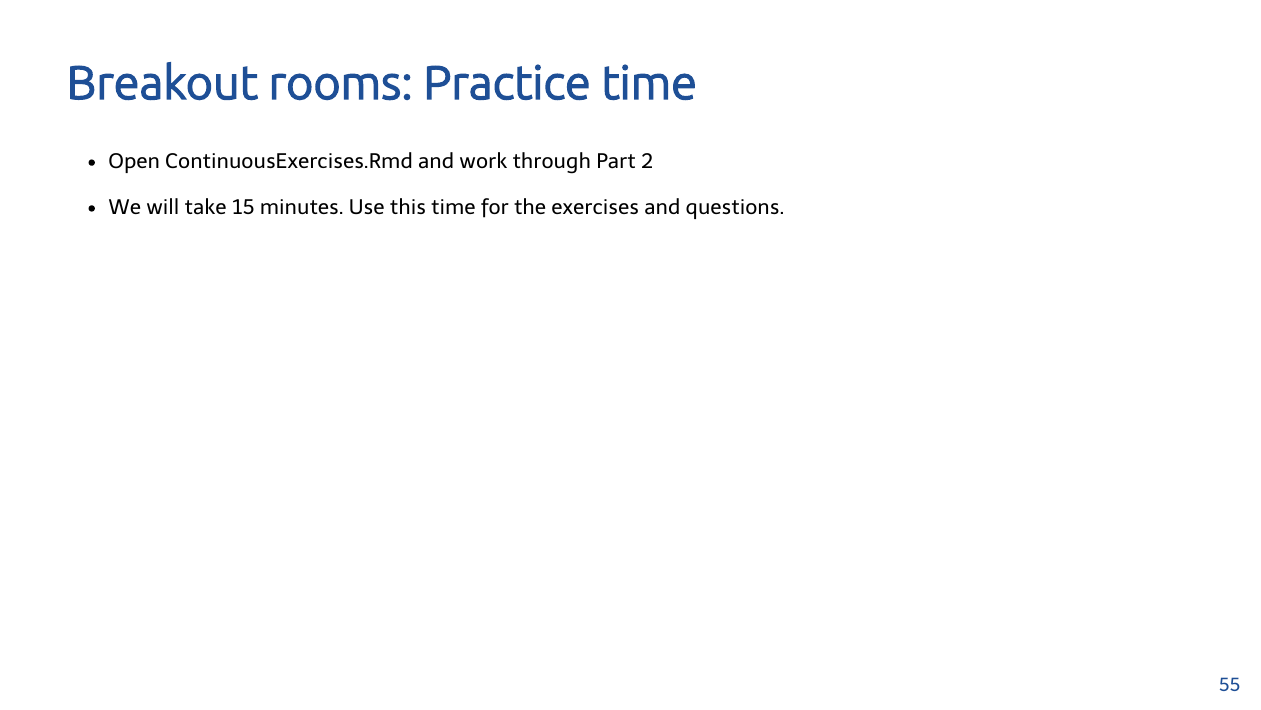 Breakout rooms: Practice time
• Open ContinuousExercises.Rmd and work through Part 2
• We will take 15 minutes. Use this time for the exercises and questions.
55